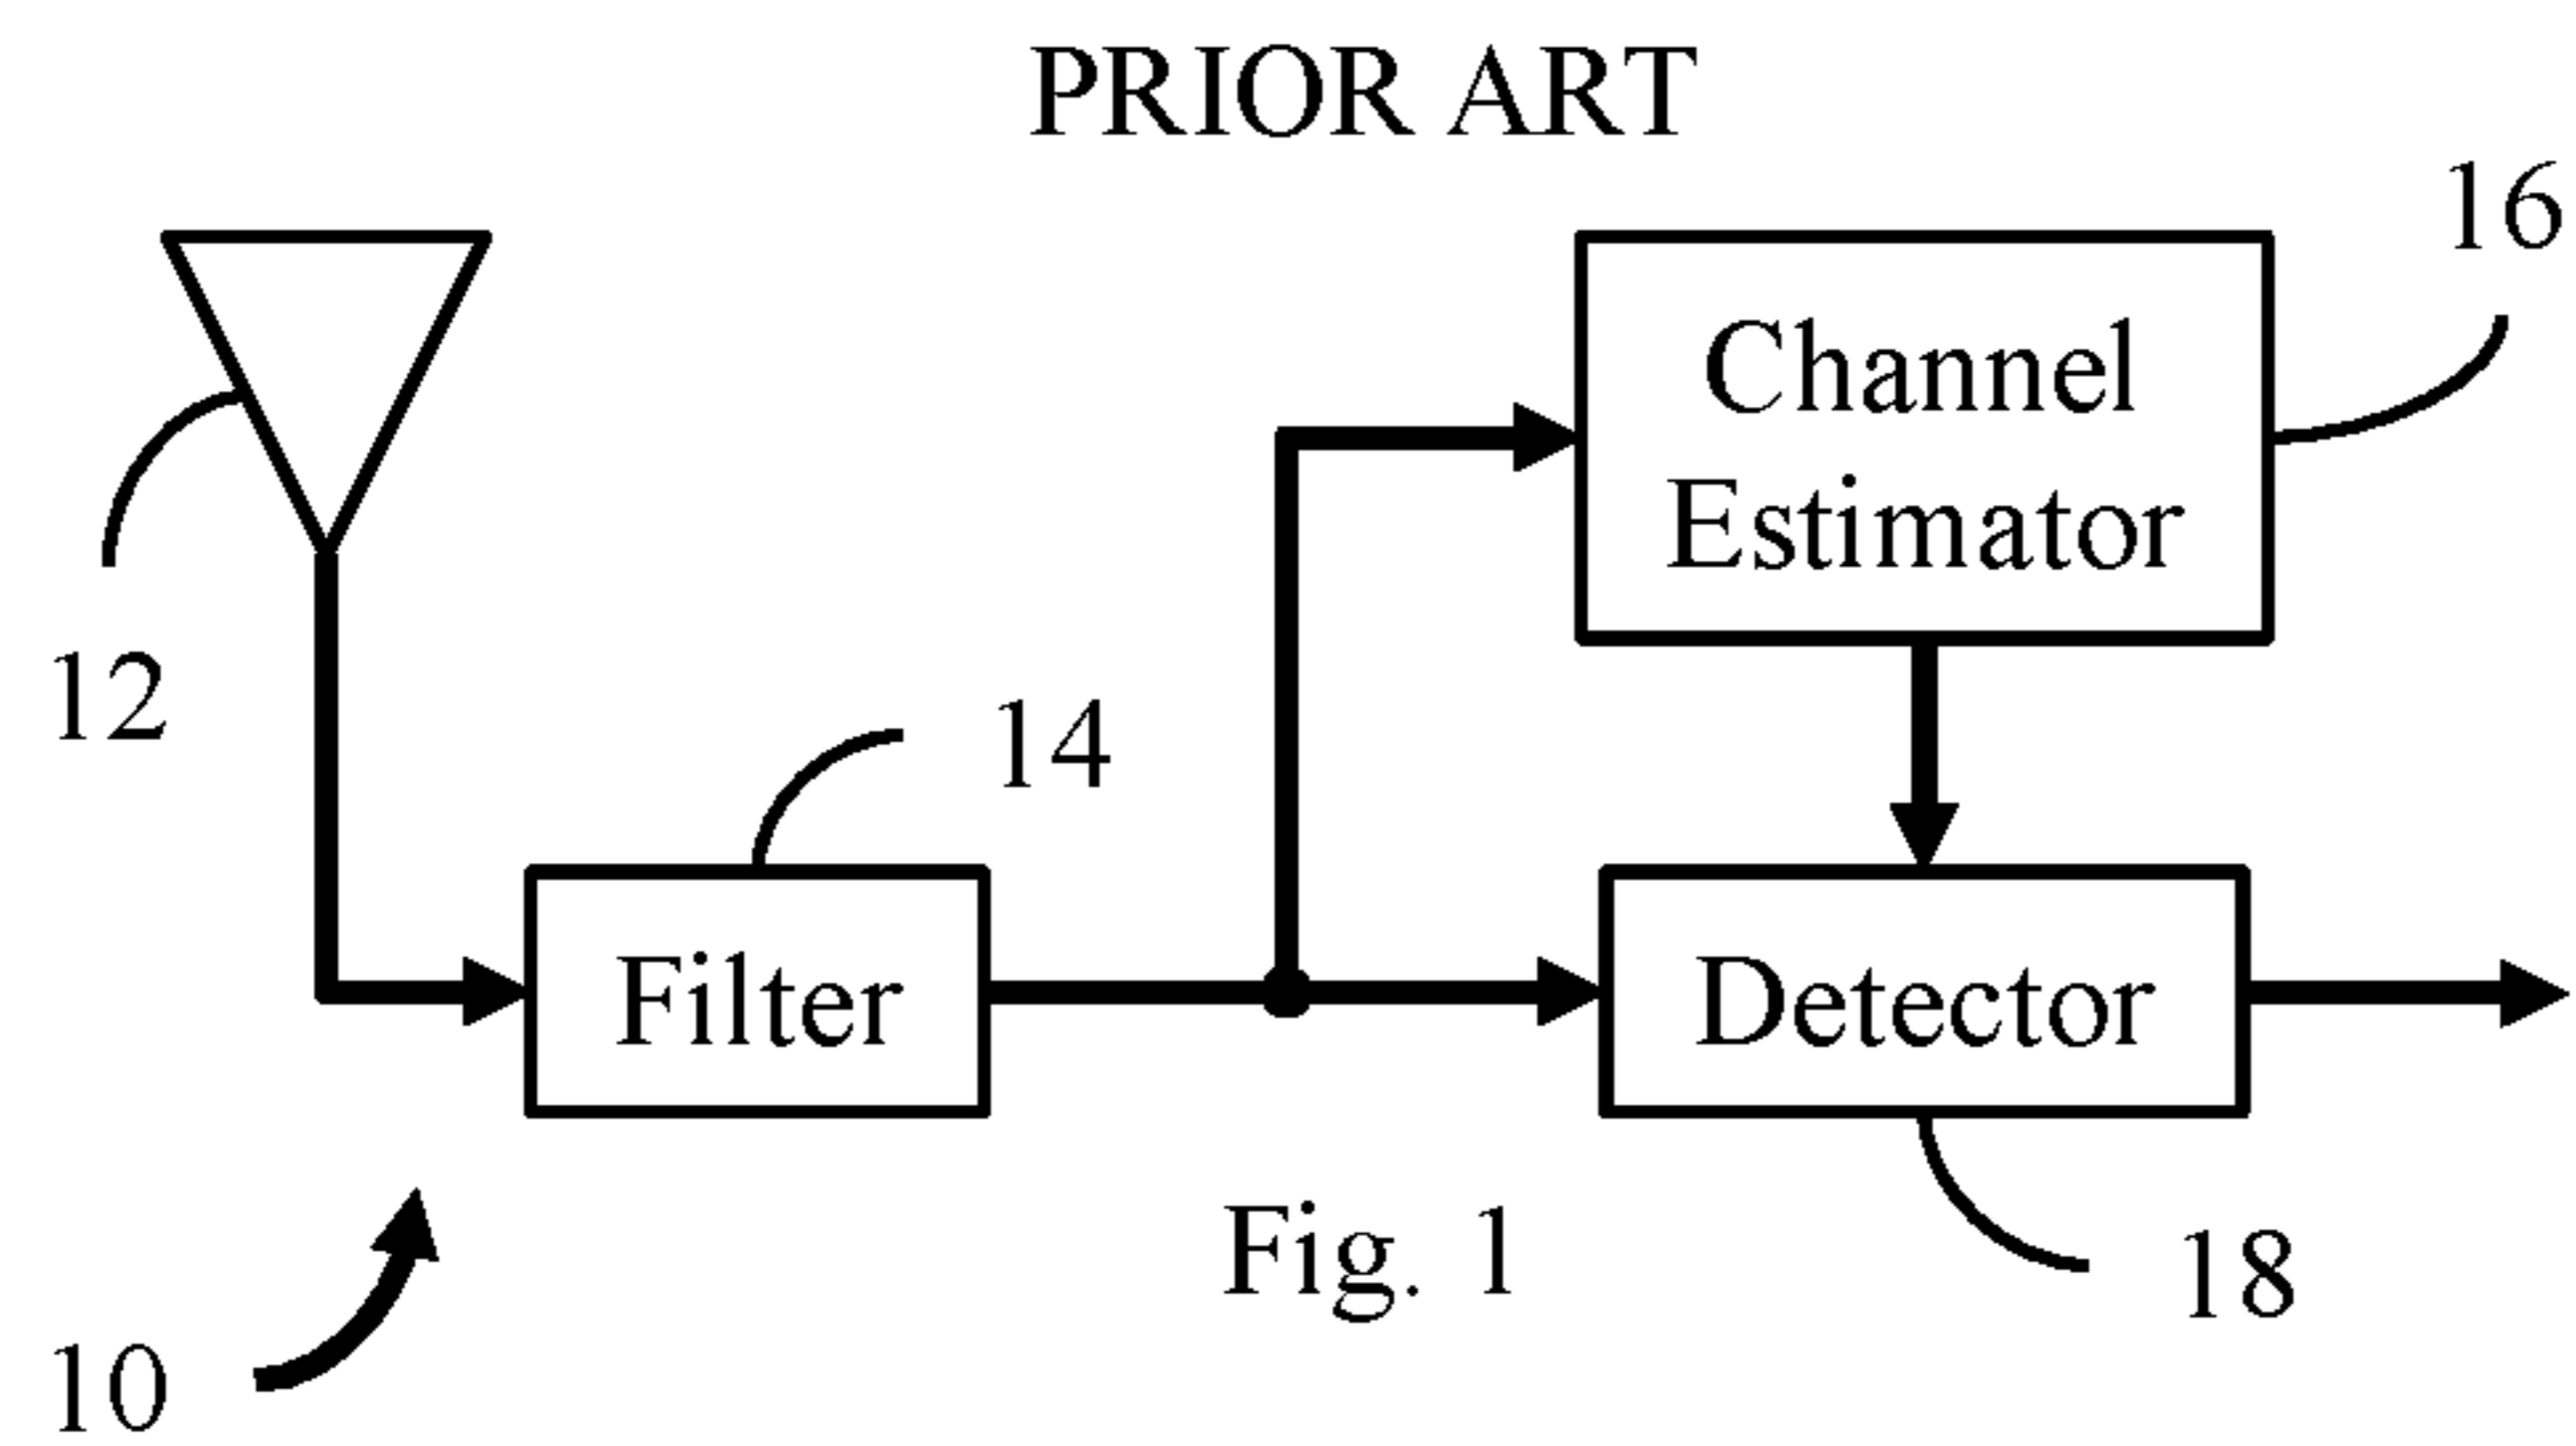 PRIOR ART
16
Channel
Estimator
12
14
Filter
Detector
Fig. 1
18
10